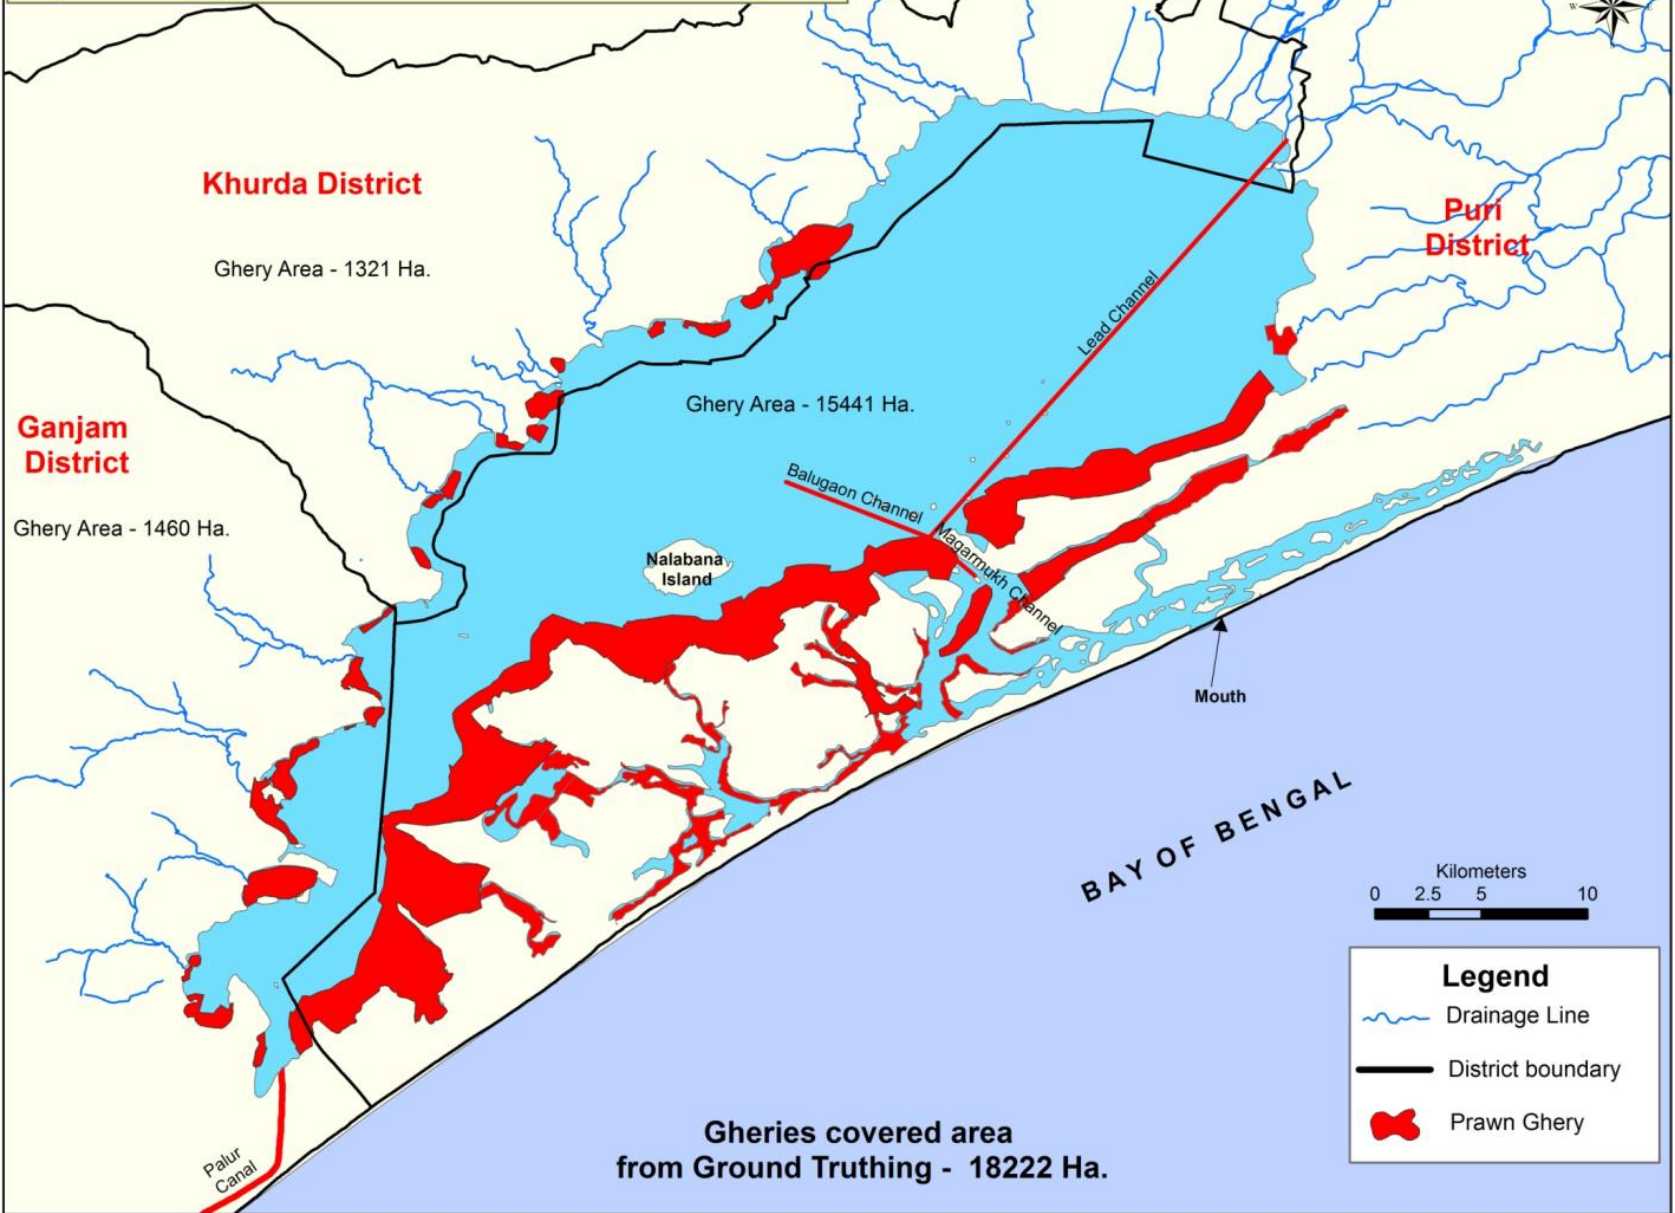 W
E
Khurda District
Ghery Area - 1321 Ha.
Puri
District
Lead Channel
Ghery Area - 15441 Ha.
Ganjam
District
Ghery Area - 1460 Ha.
Balugaon Channel
Magarmukh Channel
Nalabana
Island
Mouth
BAY OF BENGAL
Kilometers
0 2.5 5 10
Legend
Drainage Line
District boundary
Prawn Ghery
Palur
Canal
Gheries covered area
from Ground Truthing - 18222 Ha.